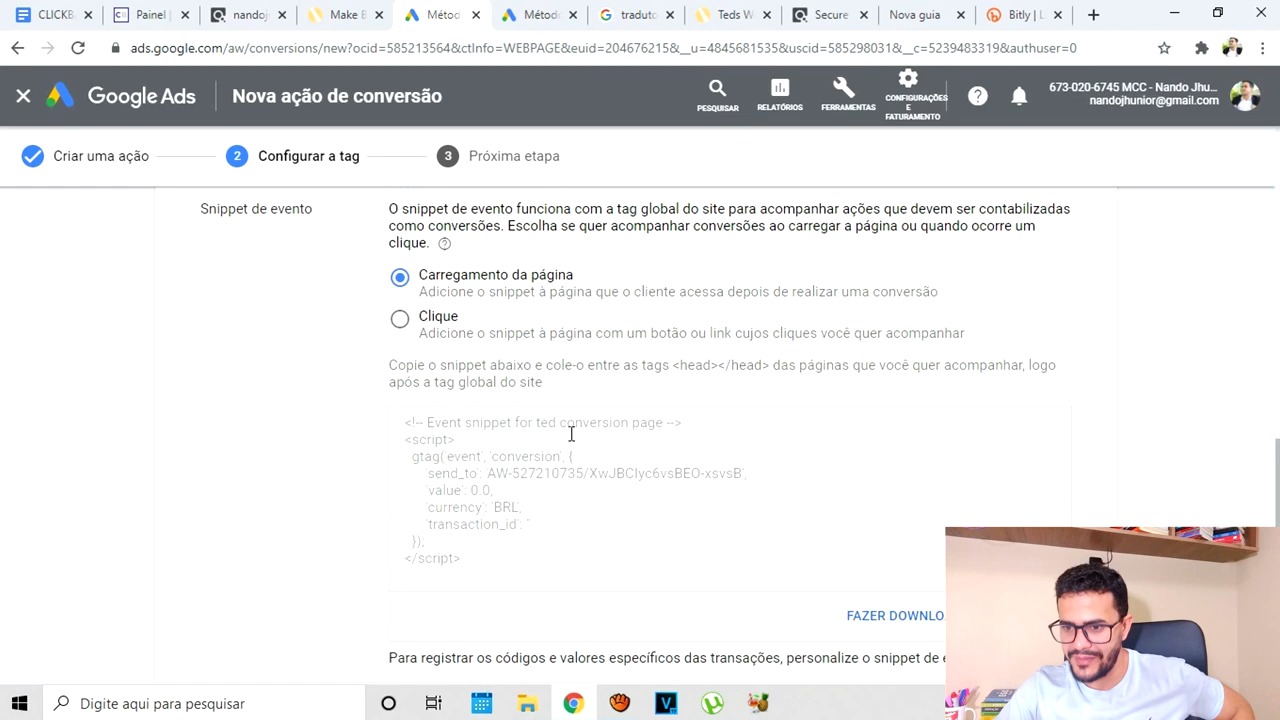 CLICKB
Painel |
nandoj
Make B
Métod
Métod
traduto
Teds W
Secure
Nova guia
Bitly | L
ads.google.com/aw/conversions/new?ocid=585213564&ctInfo=WEBPAGE&euid=204676215&__u=4845681535&uscid=585298031&__c=5239483319&authuser=0
Google Ads
Nova ação de conversão
PESQUISAR
RELATÓRIOS
FERRAMENTAS
CONFIGURAÇÕES
E
FATURAMENTO
673-020-6745 MCC - Nando Jhu...
nandojhunior@gmail.com
Criar uma ação
2 Configurar a tag
3 Próxima etapa
Snippet de evento
O snippet de evento funciona com a tag global do site para acompanhar ações que devem ser contabilizadas
como conversões. Escolha se quer acompanhar conversões ao carregar a página ou quando ocorre um
clique.
Carregamento da página
Adicione o snippet à página que o cliente acessa depois de realizar uma conversão
Clique
Adicione o snippet à página com um botão ou link cujos cliques você quer acompanhar
Copie o snippet abaixo e cole-o entre as tags <head></head> das páginas que você quer acompanhar, logo
após a tag global do site
<!-- Event snippet for ted conversion page -->
<script>
gtag('event', 'conversion', {
'send_to': 'AW-527210735/XwJBCIyc6vsBEO-xsvsB',
'value': 0.0,
'currency': 'BRL',
'transaction_id': ''
});
</script>
FAZER DOWNLO
Para registrar os códigos e valores específicos das transações, personalize o snippet de e
Digite aqui para pesquisar